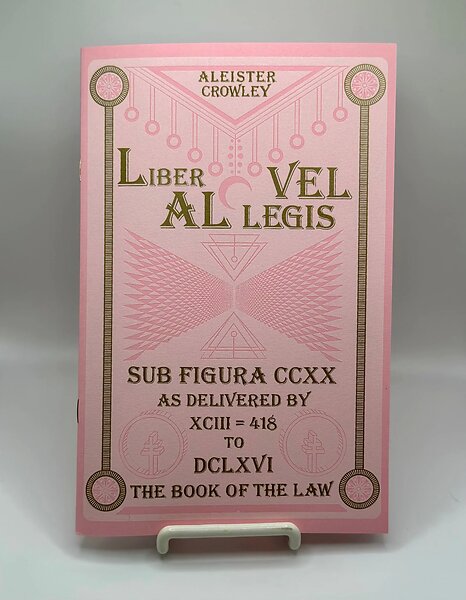 ALEISTER
CROWLEY
LIBER VEL
AL LEGIS
SUB FIGURA CCXX
AS DELIVERED BY
XCIII = 418
TO
DCLXVI
THE BOOK OF THE LAW